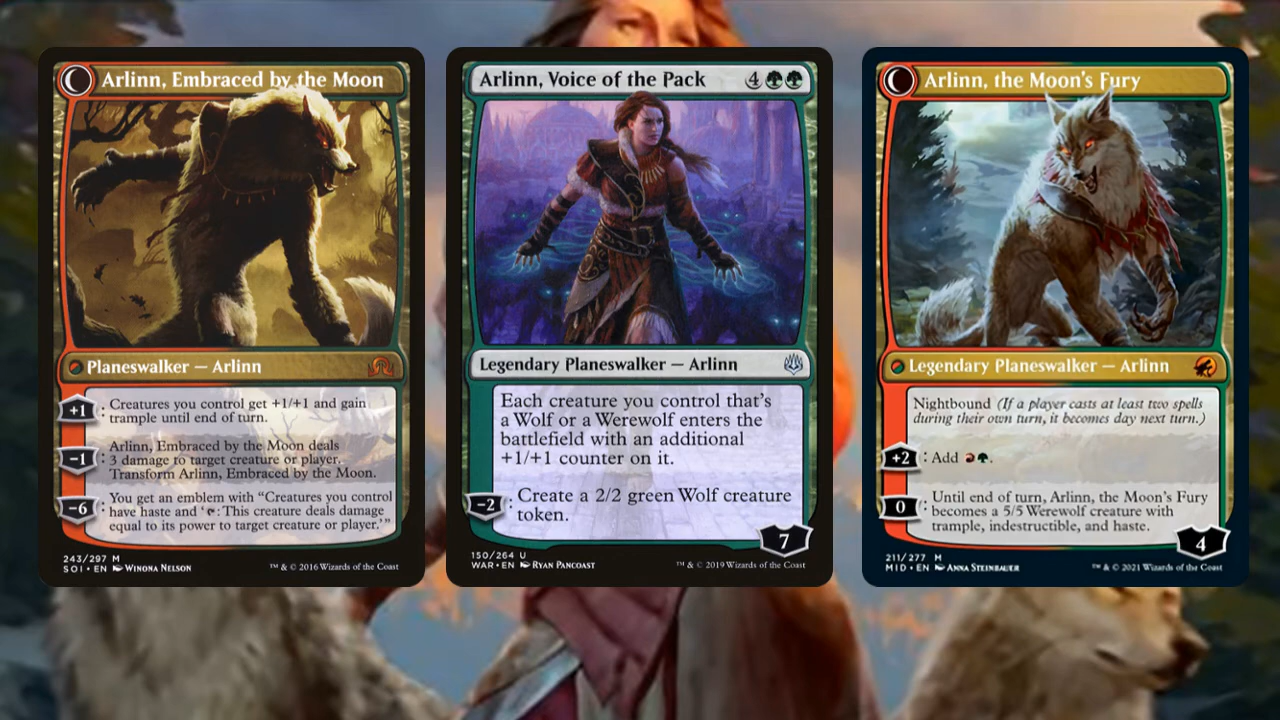 Arlinn, Embraced by the Moon
Planeswalker — Arlinn
+1: Creatures you control get +1/+1 and gain
trample until end of turn.
−1: Arlinn, Embraced by the Moon deals
3 damage to target creature or player.
Transform Arlinn, Embraced by the Moon.
−6: You get an emblem with “Creatures you control
have haste and ‘: This creature deals damage
equal to its power to target creature or player.’”
243/297 M
SOI • EN Winona Nelson
™ & © 2016 Wizards of the Coast
Arlinn, Voice of the Pack 4
Legendary Planeswalker — Arlinn
Each creature you control that’s
a Wolf or a Werewolf enters the
battlefield with an additional
+1/+1 counter on it.
−2: Create a 2/2 green Wolf creature
token.
7
150/264 U
WAR • EN Ryan Pancoast
™ & © 2019 Wizards of the Coast
Arlinn, the Moon’s Fury
Legendary Planeswalker — Arlinn
Nightbound (If a player casts at least two spells
during their own turn, it becomes day next turn.)
+2: Add .
0: Until end of turn, Arlinn, the Moon’s Fury
becomes a 5/5 Werewolf creature with
trample, indestructible, and haste.
4
211/277 M
MID • EN Anna Steinbauer
™ & © 2021 Wizards of the Coast